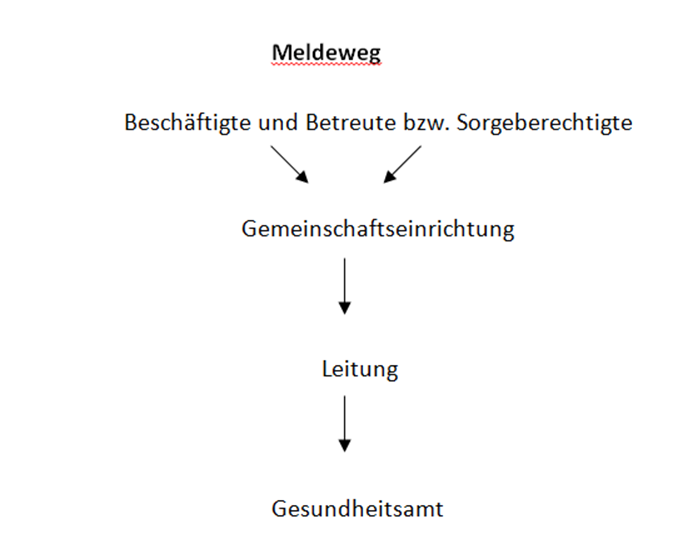 Meldeweg
Beschäftigte und Betreute bzw. Sorgeberechtigte
Gemeinschaftseinrichtung
Leitung
Gesundheitsamt